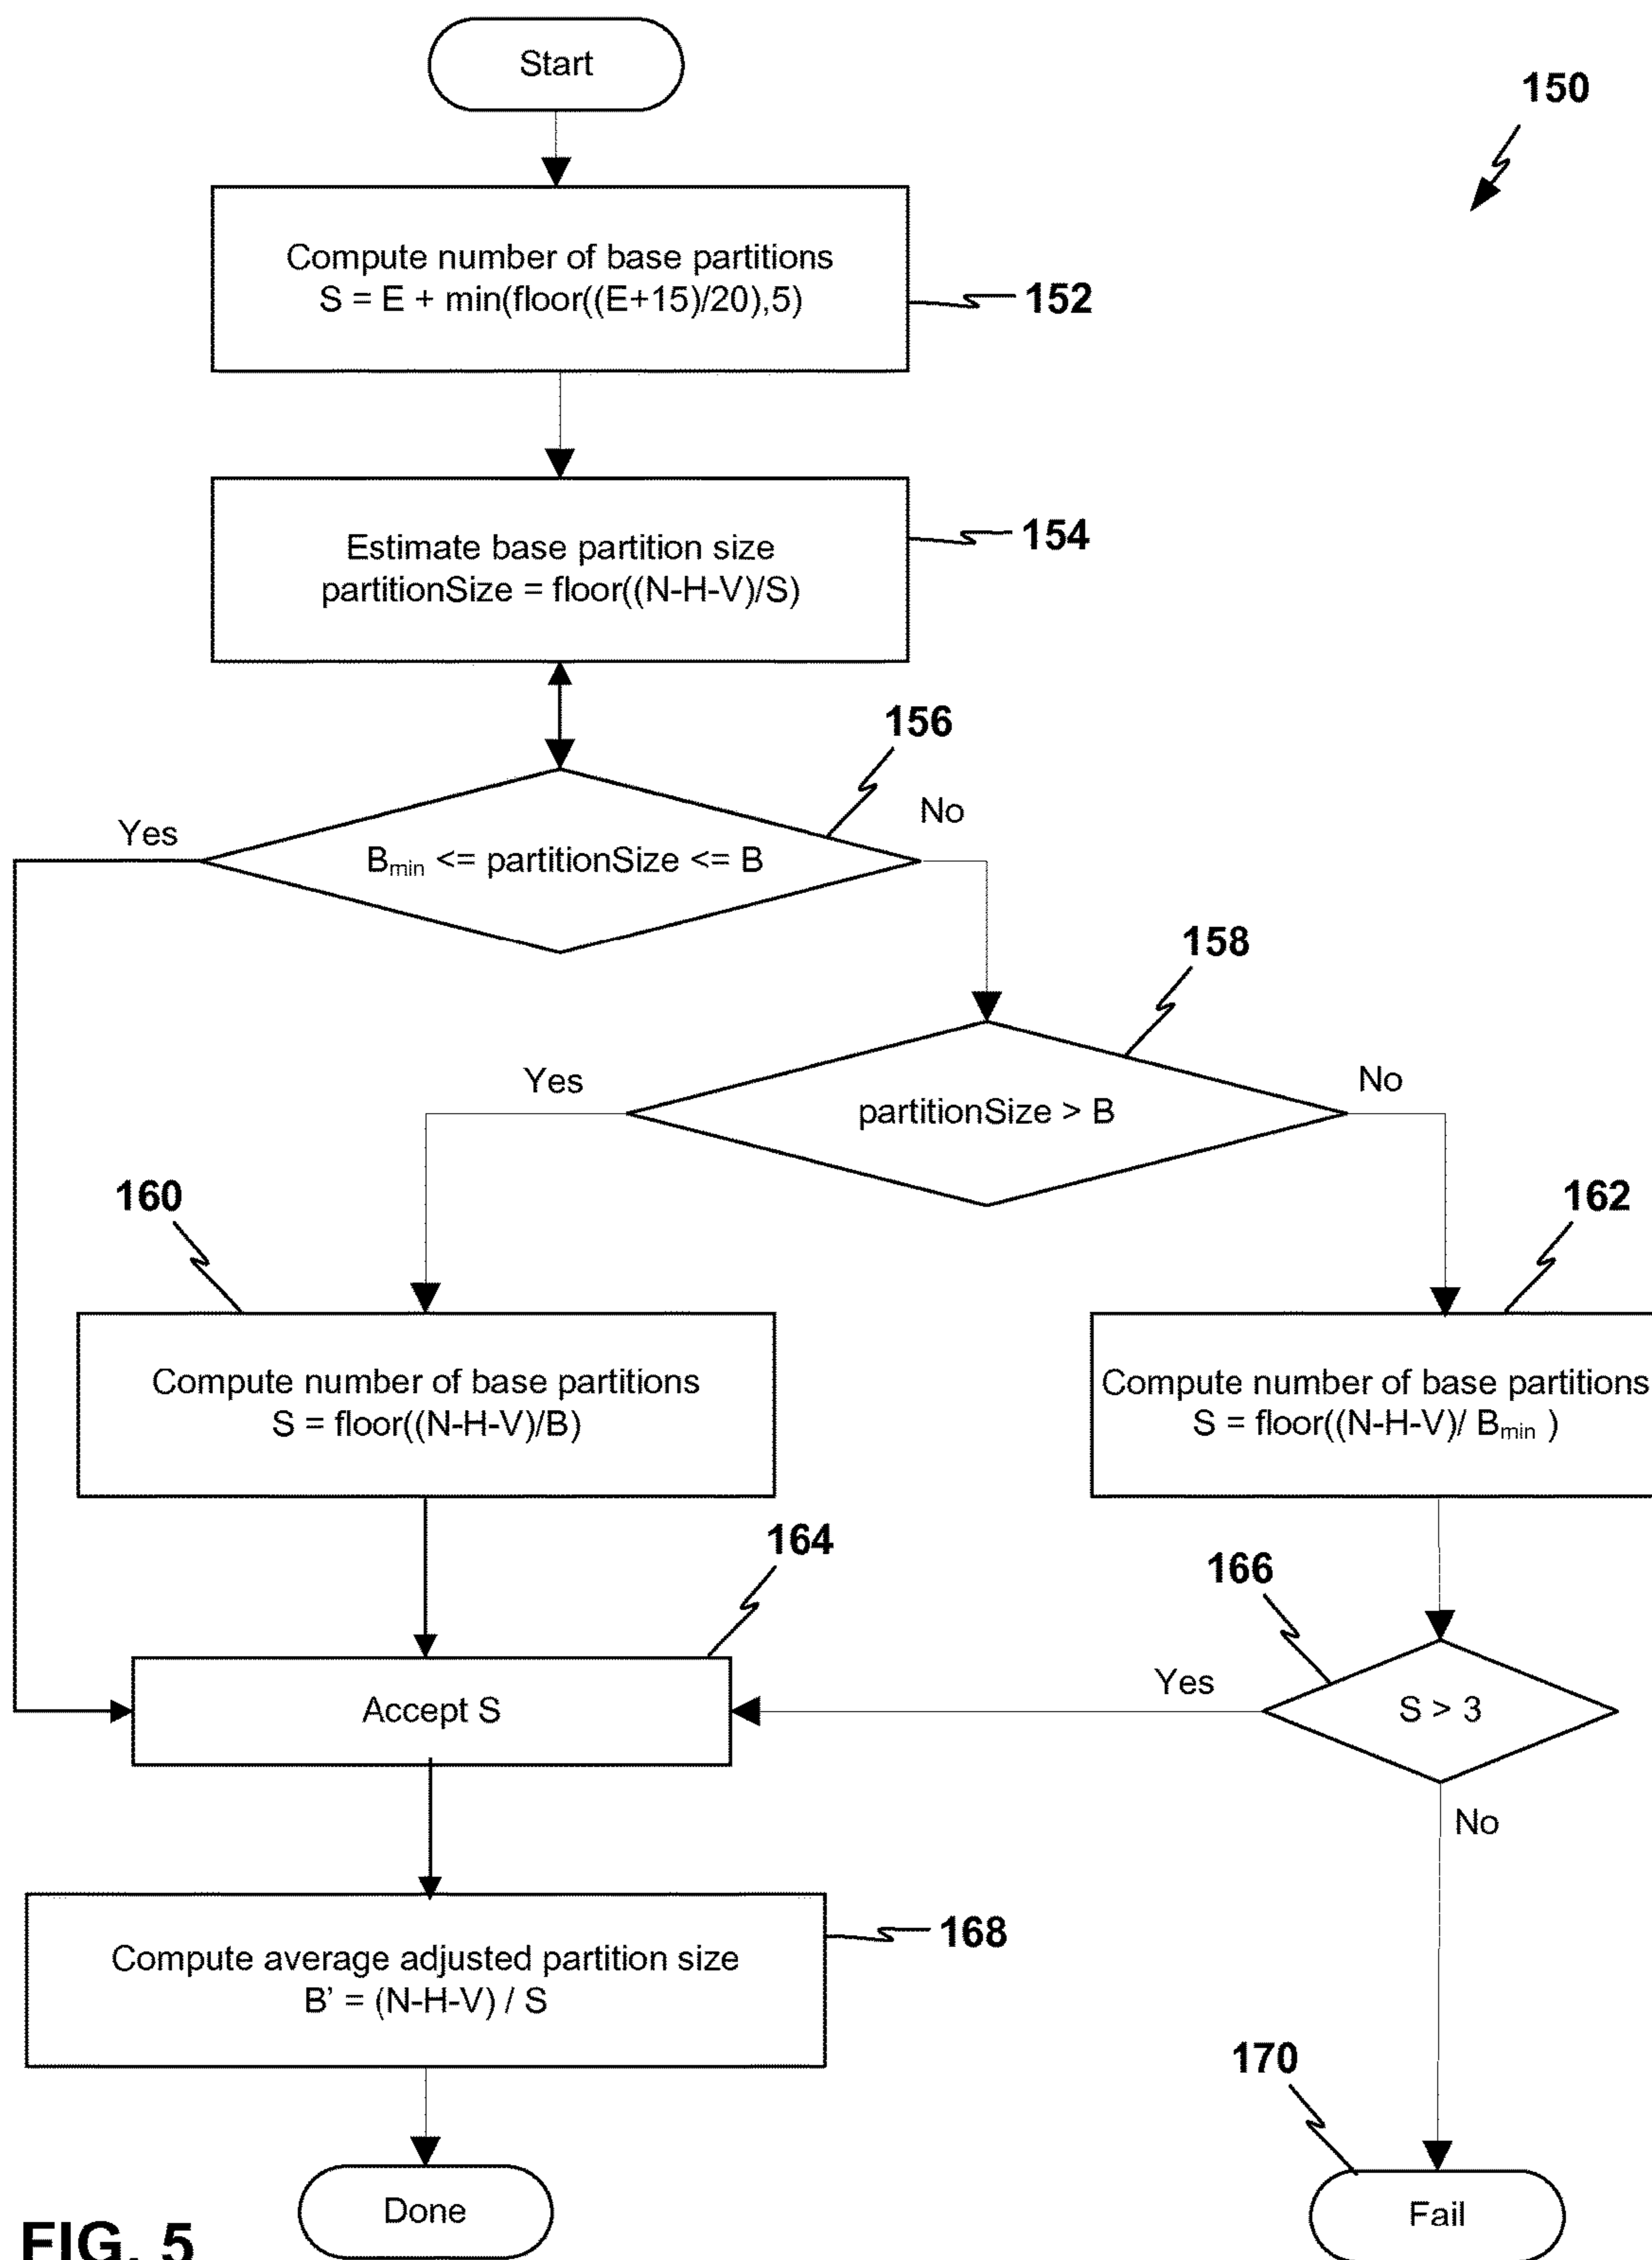 Start
150
Compute number of base partitions
S = E + min(floor((E+15)/20),5)
152
Estimate base partition size
partitionSize = floor((N-H-V)/S)
154
156
Yes
No
Bmin <= partitionSize <= B
158
Yes
No
partitionSize > B
160
162
Compute number of base partitions
S = floor((N-H-V)/B)
Compute number of base partitions
S = floor((N-H-V)/ Bmin )
164
166
Accept S
Yes
S > 3
No
Compute average adjusted partition size
B’ = (N-H-V) / S
168
170
Done
Fail
FIG. 5